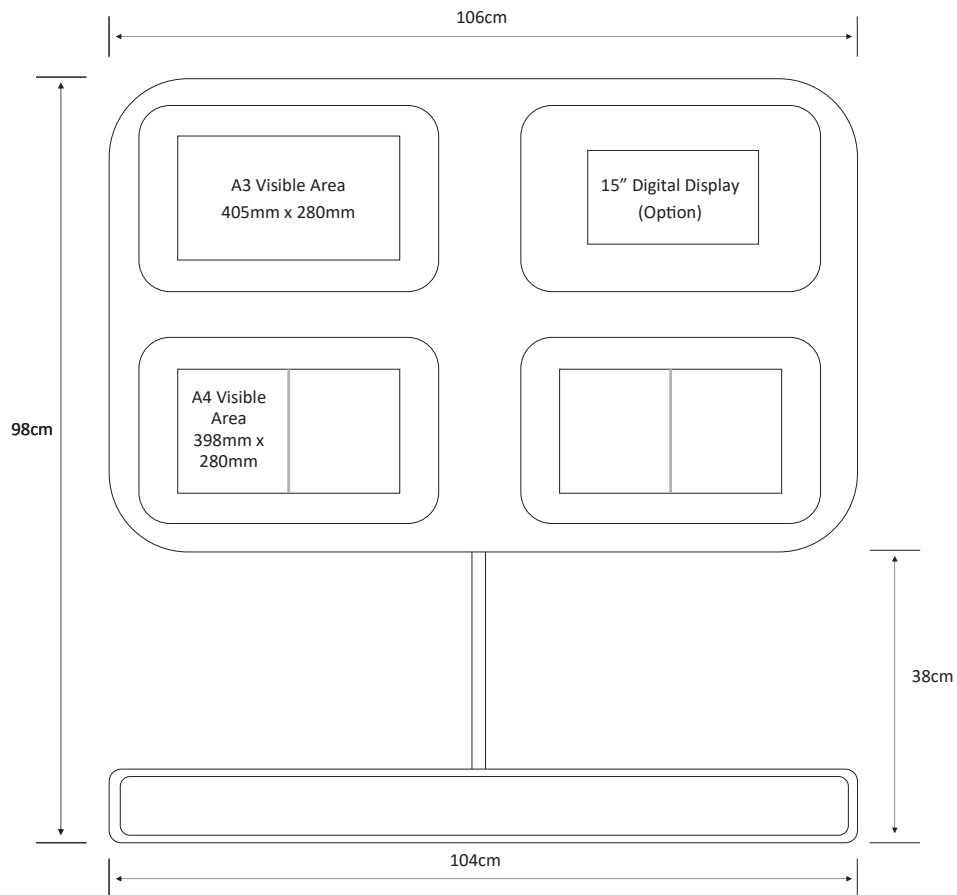 106cm
A3 Visible Area
405mm x 280mm
15” Digital Display
(Option)
A4 Visible
Area
398mm x
280mm
98cm
38cm
104cm